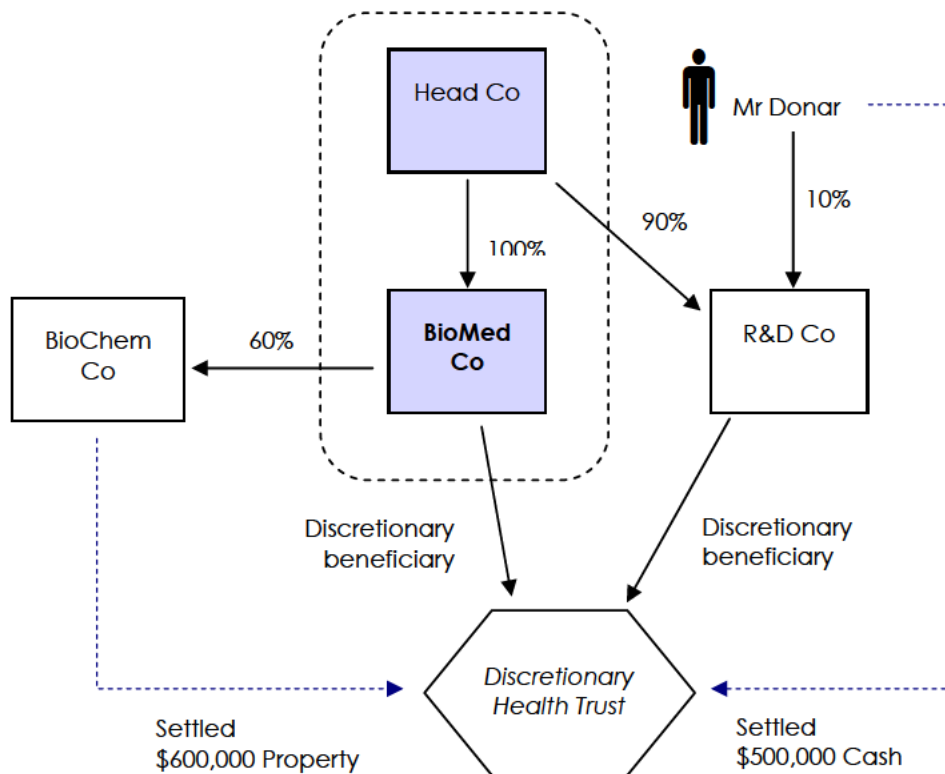 Head Co
Mr Donar
10%
90%
100%
BioChem
Co
60%
BioMed
Co
R&D Co
Discretionary
beneficiary
Discretionary
beneficiary
Discretionary
Health Trust
Settled
$600,000 Property
Settled
$500,000 Cash